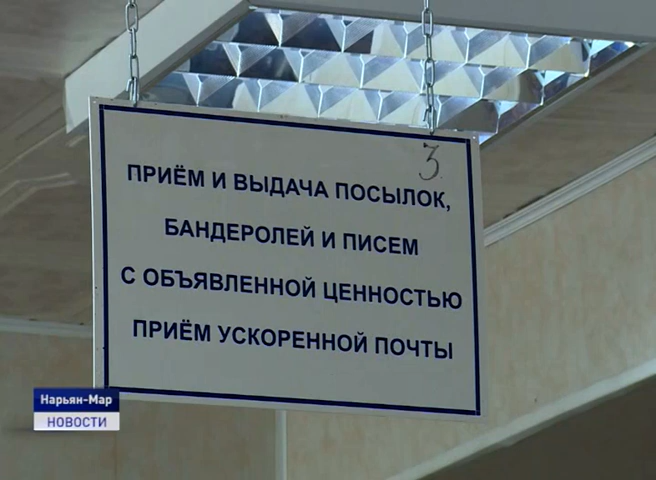 3
ПРИЁМ И ВЫДАЧА ПОСЫЛОК,
БАНДЕРОЛЕЙ И ПИСЕМ
С ОБЪЯВЛЕННОЙ ЦЕННОСТЬЮ
ПРИЁМ УСКОРЕННОЙ ПОЧТЫ
Нарьян-Мар
НОВОСТИ